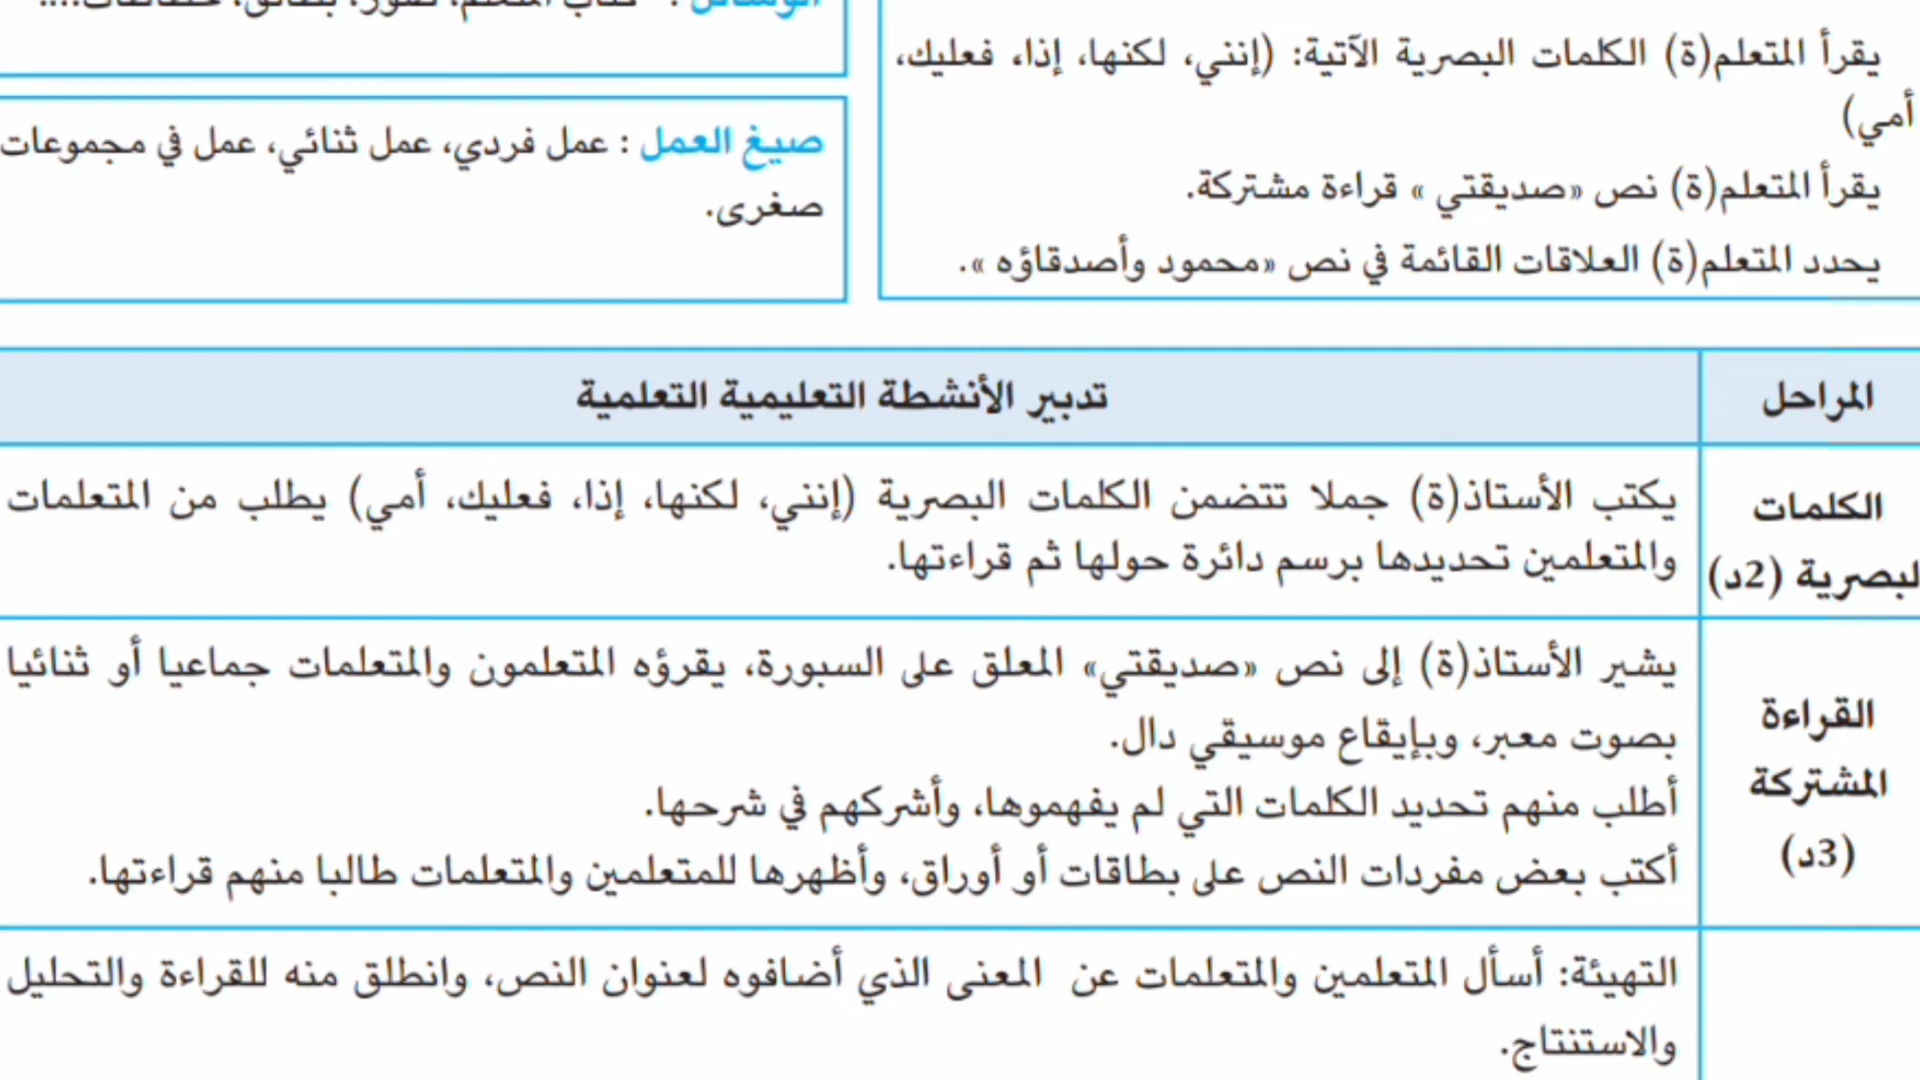 يقرأ المتعلم(ة) الكلمات البصرية الآتية: (إنني، لكنها، إذا، فعليك،
أمي)
يقرأ المتعلم(ة) نص «صديقتي» قراءة مشتركة.
يحدد المتعلم(ة) العلاقات القائمة في نص «محمود وأصدقاؤه».
الوسائل : كتاب المتعلم، صور، بطائق،
صيغ العمل : عمل فردي، عمل ثنائي، عمل في مجموعات
صغرى.
المراحل
تدبير الأنشطة التعليمية التعلمية
الكلمات
البصرية (2د)
يكتب الأستاذ(ة) جملا تتضمن الكلمات البصرية (إنني، لكنها، إذا، فعليك، أمي) يطلب من المتعلمات
والمتعلمين تحديدها برسم دائرة حولها ثم قراءتها.
القراءة
المشتركة
(3د)
يشير الأستاذ(ة) إلى نص «صديقتي» المعلق على السبورة، يقرؤه المتعلمون والمتعلمات جماعيا أو ثنائيا
بصوت معبر، وبإيقاع موسيقي دال.
أطلب منهم تحديد الكلمات التي لم يفهموها، وأشركهم في شرحها.
أكتب بعض مفردات النص على بطاقات أو أوراق، وأظهرها للمتعلمين والمتعلمات طالبا منهم قراءتها.
التهيئة: أسأل المتعلمين والمتعلمات عن المعنى الذي أضافوه لعنوان النص، وانطلق منه للقراءة والتحليل
والاستنتاج.